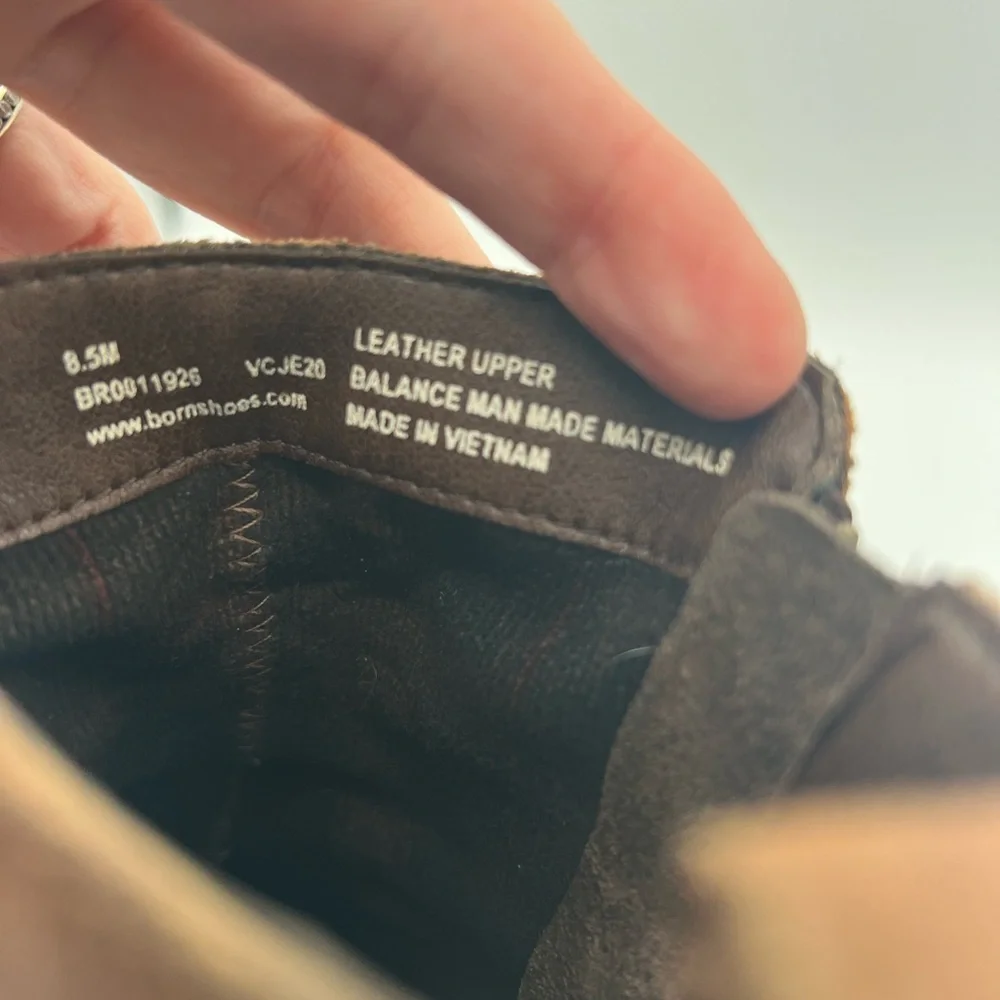 8.5M
BR0011926 VCJE20
www.bornshoes.com
LEATHER UPPER
BALANCE MAN MADE MATERIALS
MADE IN VIETNAM